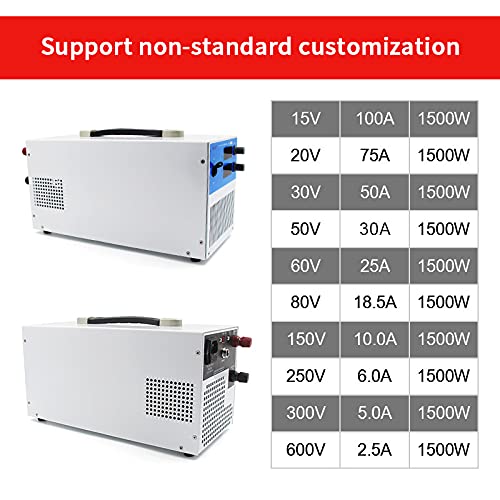 Support non-standard customization
15V 100A 1500W
20V 75A 1500W
30V 50A 1500W
50V 30A 1500W
60V 25A 1500W
80V 18.5A 1500W
150V 10.0A 1500W
250V 6.0A 1500W
300V 5.0A 1500W
600V 2.5A 1500W